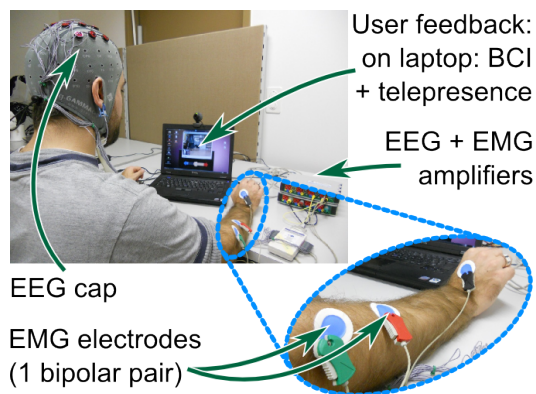 User feedback:
on laptop: BCI
+ telepresence
EEG + EMG
amplifiers
EEG cap
EMG electrodes
(1 bipolar pair)